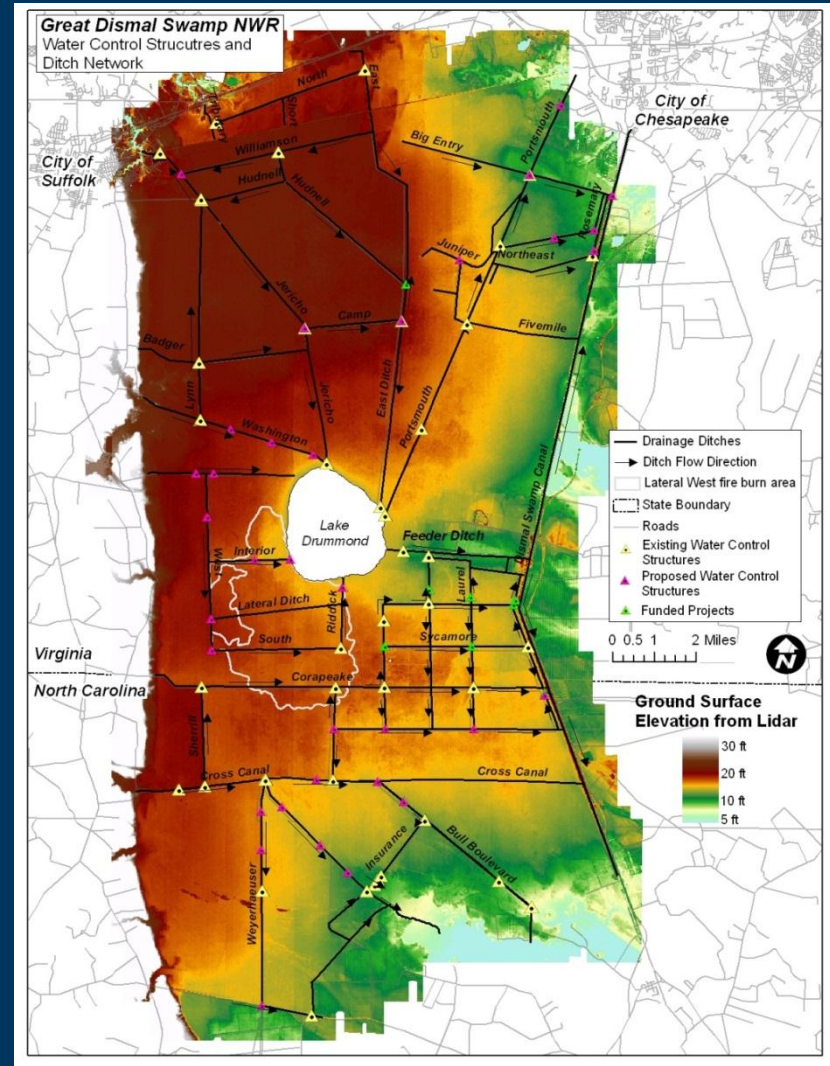 Great Dismal Swamp NWR
Water Control Strucutres and
Ditch Network
City of
Suffolk
City of
Chesapeake
North
East
Short
Williamson
Hudnell
Hudnell
Big Entry
Portsmouth
Rosemary
Juniper
Northeast
Jericho
Camp
Fivemile
Badger
Lynn
Jericho
East Ditch
Portsmouth
Washington
Dismal Swamp Canal
Lake
Drummond
Feeder Ditch
West
Interior
Laurel
Lateral Ditch
Riddick
South
Sycamore
Virginia
North Carolina
Corapeake
Sherrill
Cross Canal
Cross Canal
Insurance
Bull Boulevard
Weyerhaeuser
Drainage Ditches
Ditch Flow Direction
Lateral West fire burn area
State Boundary
Roads
Existing Water Control
Structures
Proposed Water Control
Structures
Funded Projects
0 0.5 1 2 Miles
N
Ground Surface
Elevation from Lidar
30 ft
20 ft
10 ft
5 ft